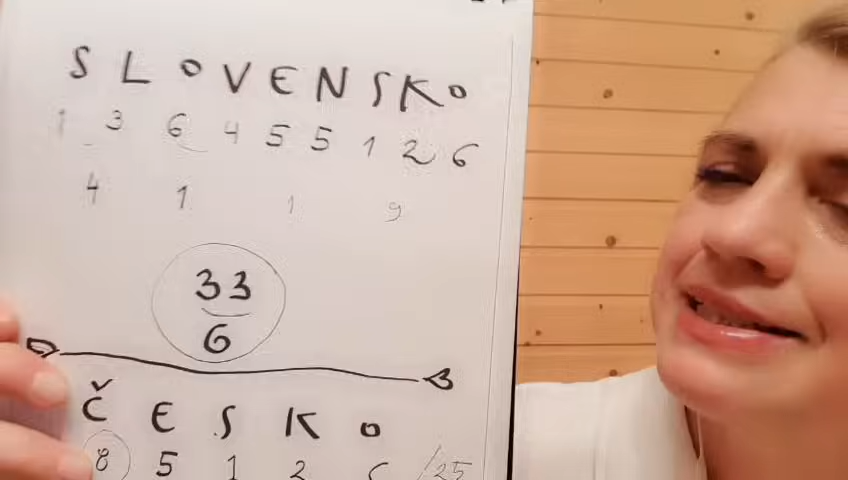 SLOVENSKO
1 3 6 4 5 5 1 2 6
4 1 1 9
33
6
ČESKO
8 5 1 2 6 /25